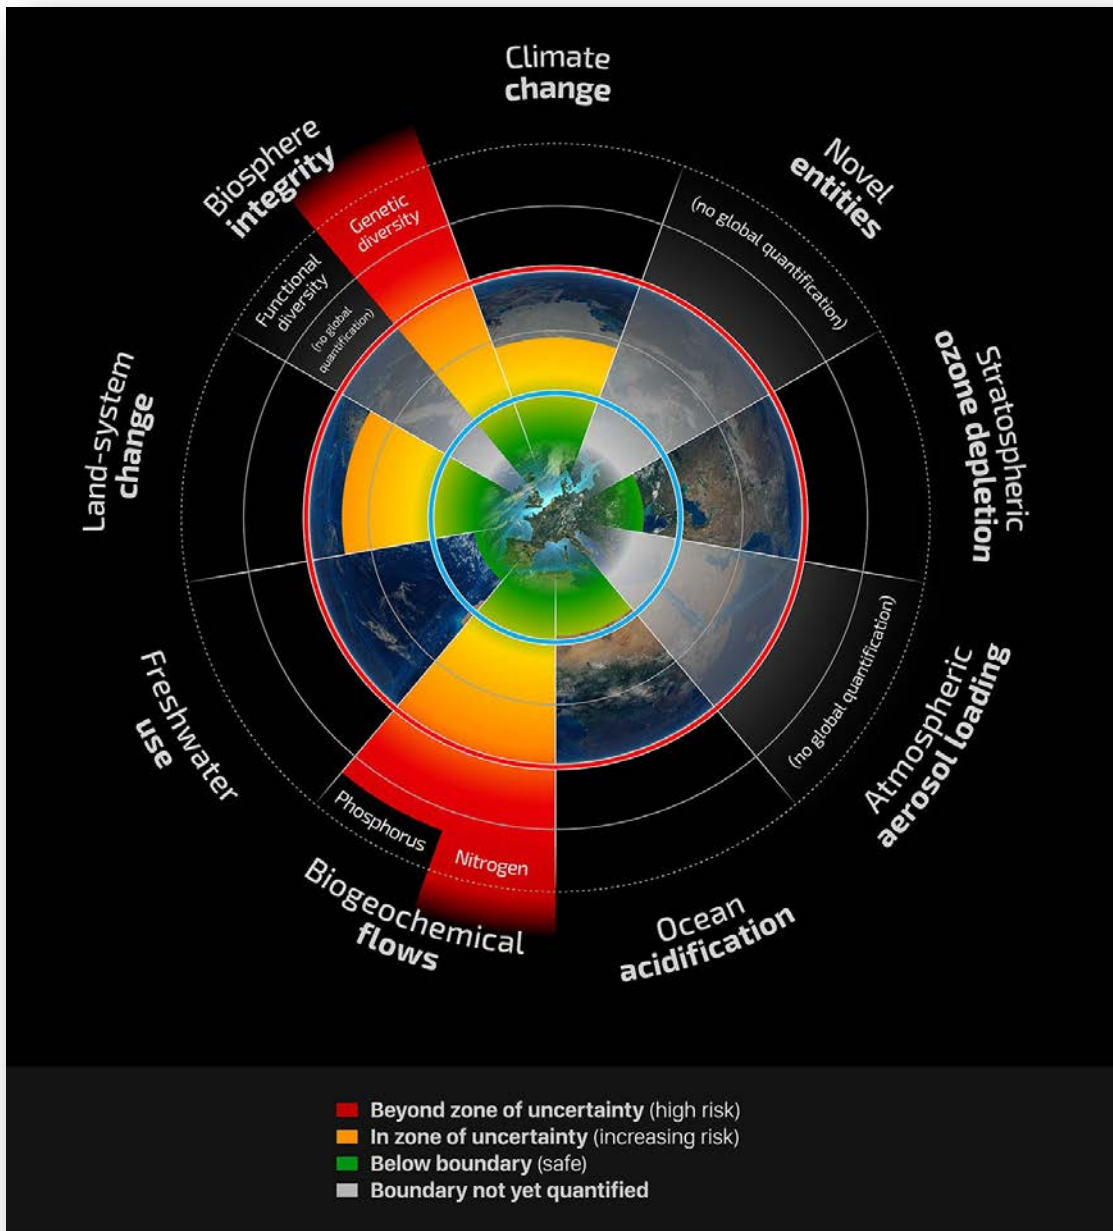 Climate
change
Novel
entities
(no global quantification)
Stratospheric
ozone depletion
Atmospheric
aerosol loading
(no global quantification)
Ocean
acidification
Biogeochemical
flows
Phosphorus
Nitrogen
Freshwater
use
Land-system
change
Biosphere
integrity
Functional
diversity
(no global
quantification)
Genetic
diversity
Beyond zone of uncertainty (high risk)
In zone of uncertainty (increasing risk)
Below boundary (safe)
Boundary not yet quantified